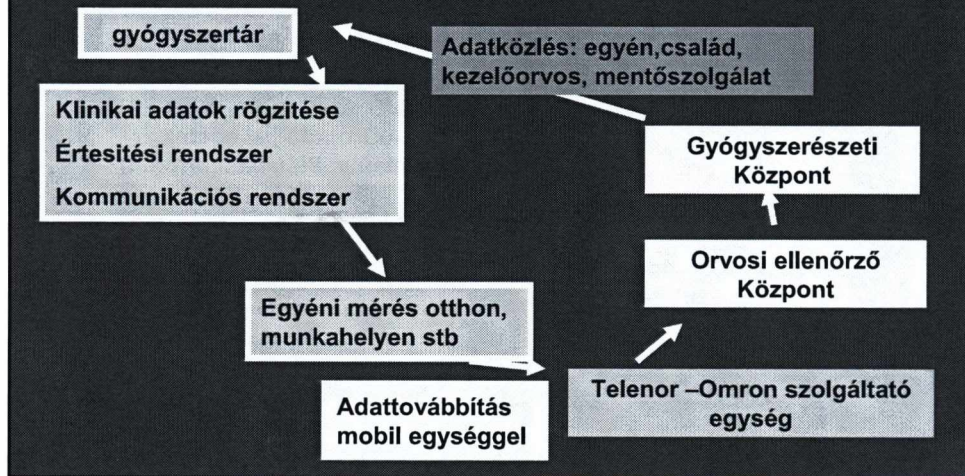 gyógyszertár
Adatközlés: egyén,család,
kezelőorvos, mentőszolgálat
Klinikai adatok rögzitése
Értesitési rendszer
Kommunikációs rendszer
Gyógyszerészeti
Központ
Orvosi ellenőrző
Központ
Egyéni mérés otthon,
munkahelyen stb
Adattovábbítás
mobil egységgel
Telenor –Omron szolgáltató
egység